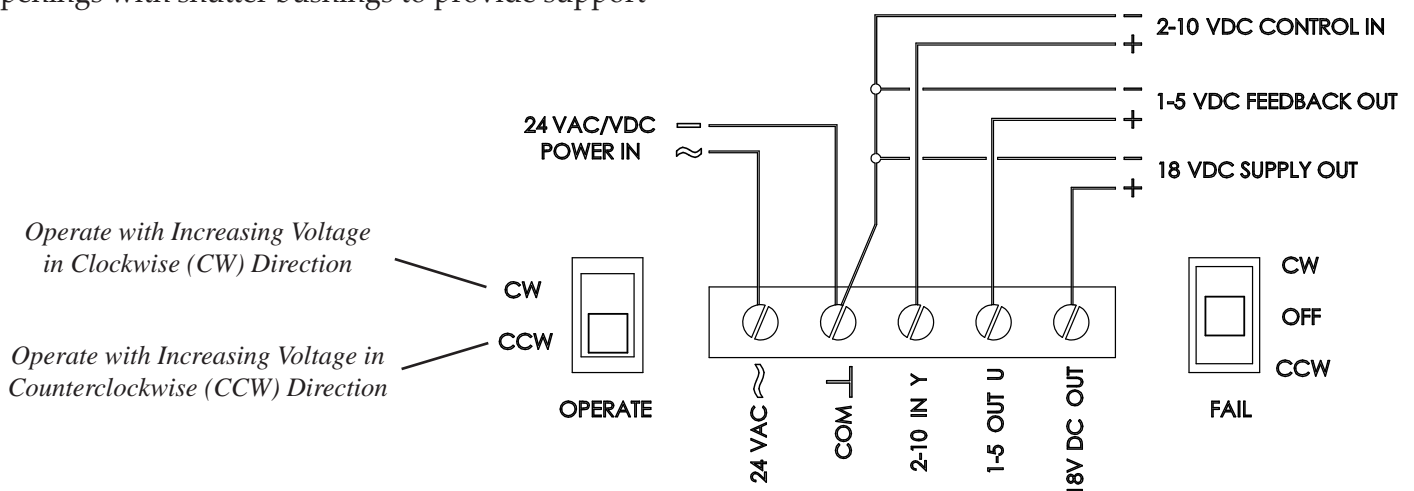 penings with shutter bushings to provide support
2-10 VDC CONTROL IN
1-5 VDC FEEDBACK OUT
18 VDC SUPPLY OUT
24 VAC/VDC
POWER IN
Operate with Increasing Voltage
in Clockwise (CW) Direction
Operate with Increasing Voltage in
Counterclockwise (CCW) Direction
CW
CCW
OPERATE
24 VAC
COM
2-10 IN Y
1-5 OUT U
18V DC OUT
CW
OFF
CCW
FAIL